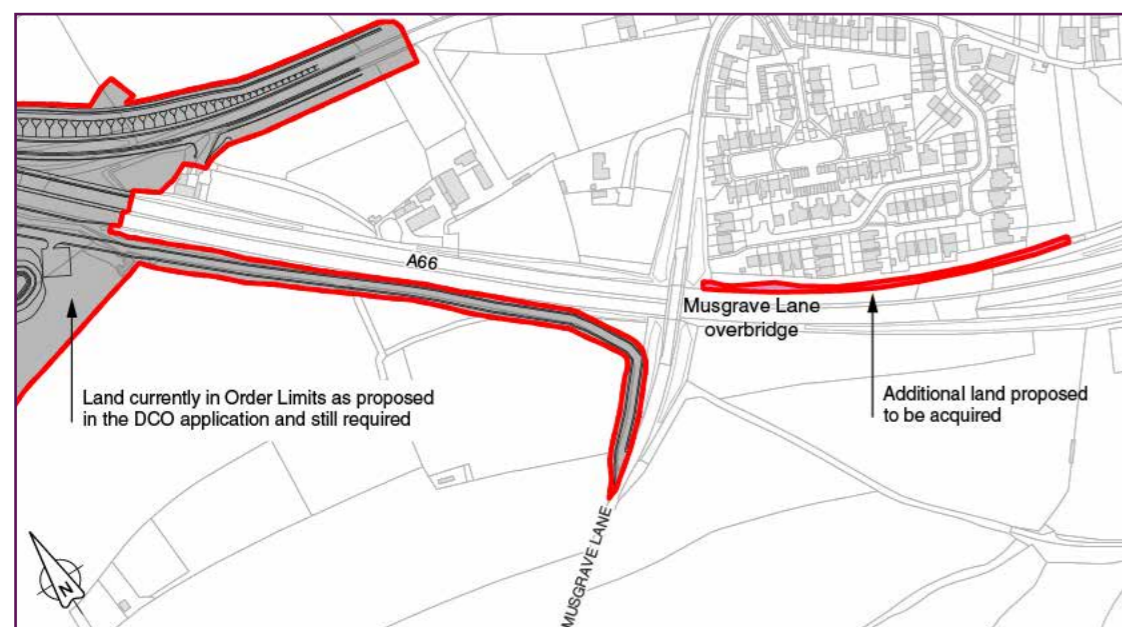 A66
Musgrave Lane
overbridge
Land currently in Order Limits as proposed
in the DCO application and still required
Additional land proposed
to be acquired
MUSGRAVE LANE
N